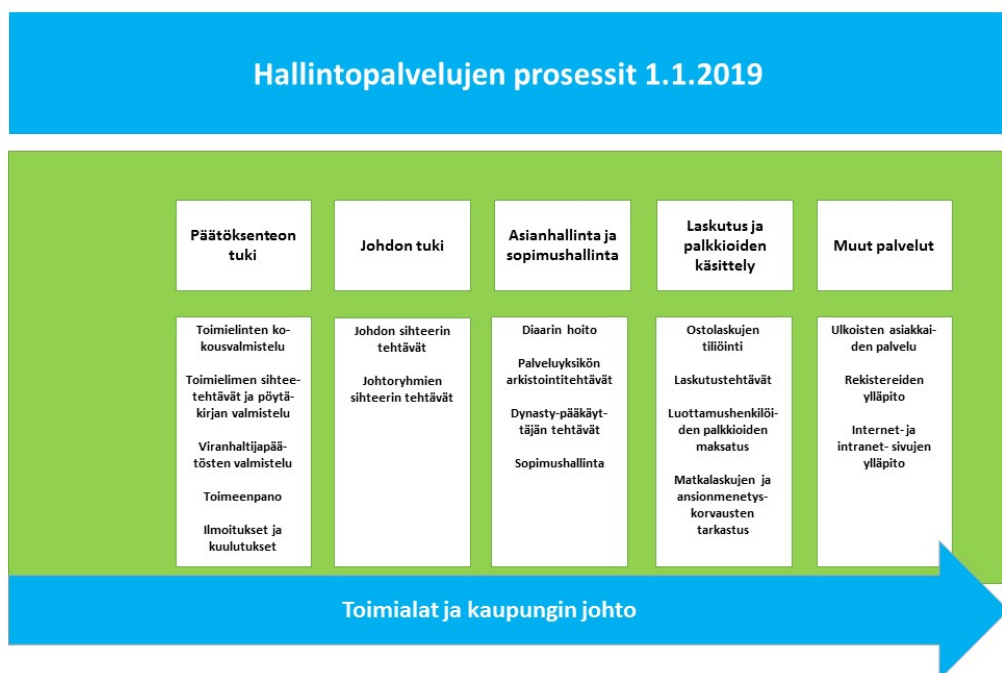 Hallintopalvelujen prosessit 1.1.2019
Päätöksenteon
tuki
Toimielinten ko-
kousvalmistelu
Toimielimen sihtee-
tehtävät ja pöytä-
kirjan valmistelu
Viranhaltijapää-
tösten valmistelu
Toimeenpano
Ilmoitukset ja
kuulutukset
Johdon tuki
Johdon sihteerin
tehtävät
Johtoryhmien
sihteerin tehtävät
Asianhallinta ja
sopimushallinta
Diaarin hoito
Palveluyksikön
arkistointitehtävät
Dynasty-pääkäyt-
täjän tehtävät
Sopimushallinta
Laskutus ja
palkkioiden
käsittely
Ostolaskujen
tiliöinti
Laskutustehtävät
Luottamushenkilöi-
den palkkioiden
maksatus
Matkalaskujen ja
ansionmenetys-
korvausten
tarkastus
Muut palvelut
Ulkoisten asiakkai-
den palvelu
Rekistereiden
ylläpito
Internet- ja
intranet- sivujen
ylläpito
Toimialat ja kaupungin johto